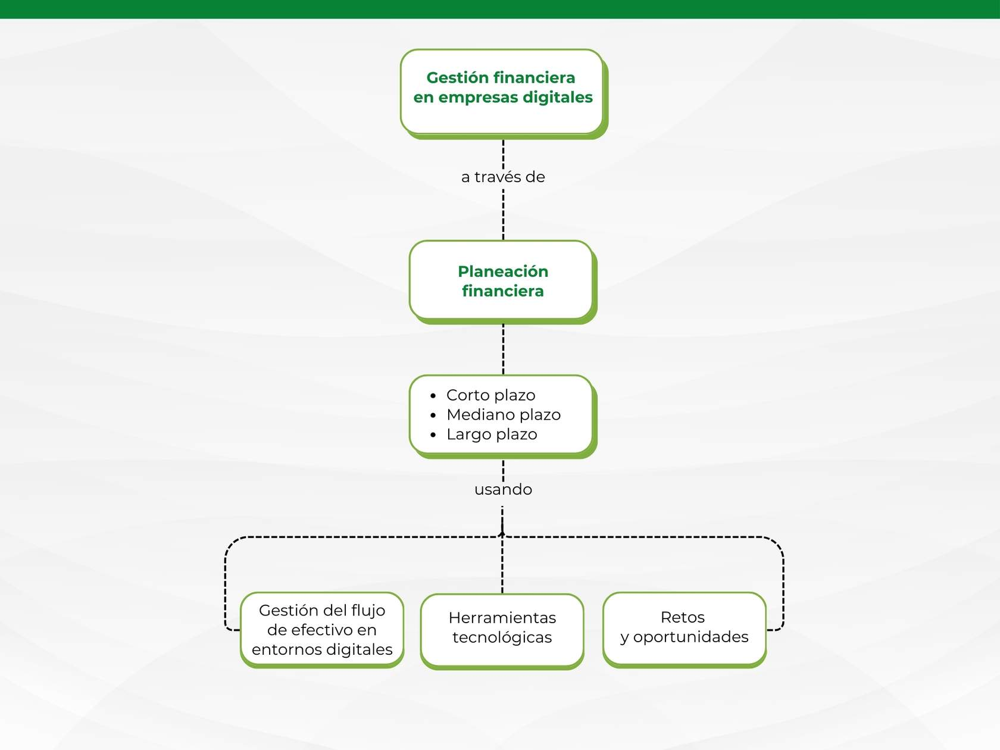 Gestión financiera
en empresas digitales
a través de
Planeación
financiera
• Corto plazo
• Mediano plazo
• Largo plazo
usando
Gestión del flujo
de efectivo en
entornos digitales
Herramientas
tecnológicas
Retos
y oportunidades